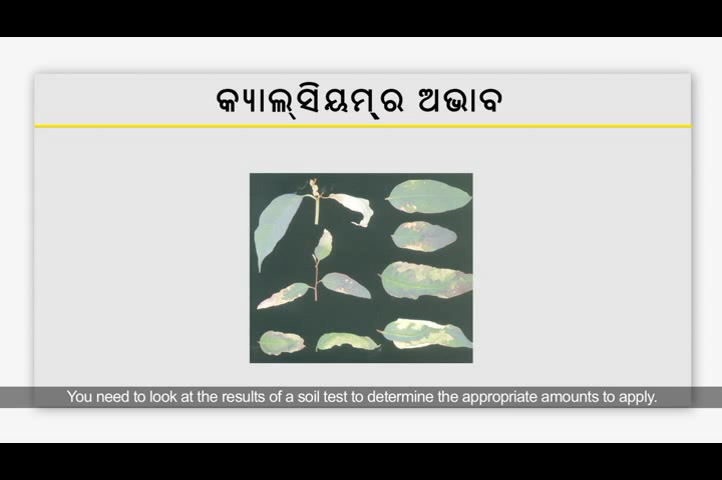 କ୍ୟାଲ୍‌ସିୟମ୍‌ର ଅଭାବ
You need to look at the results of a soil test to determine the appropriate amounts to apply.